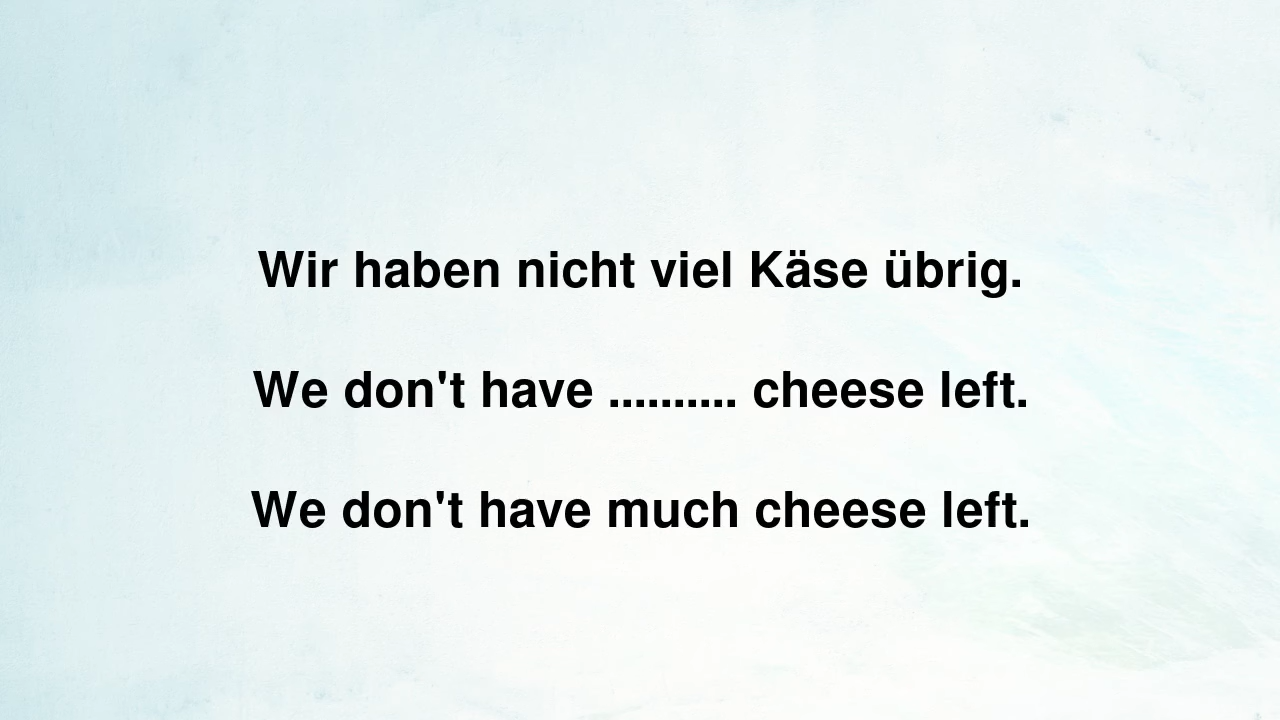 Wir haben nicht viel Käse übrig.
We don't have .......... cheese left.
We don't have much cheese left.